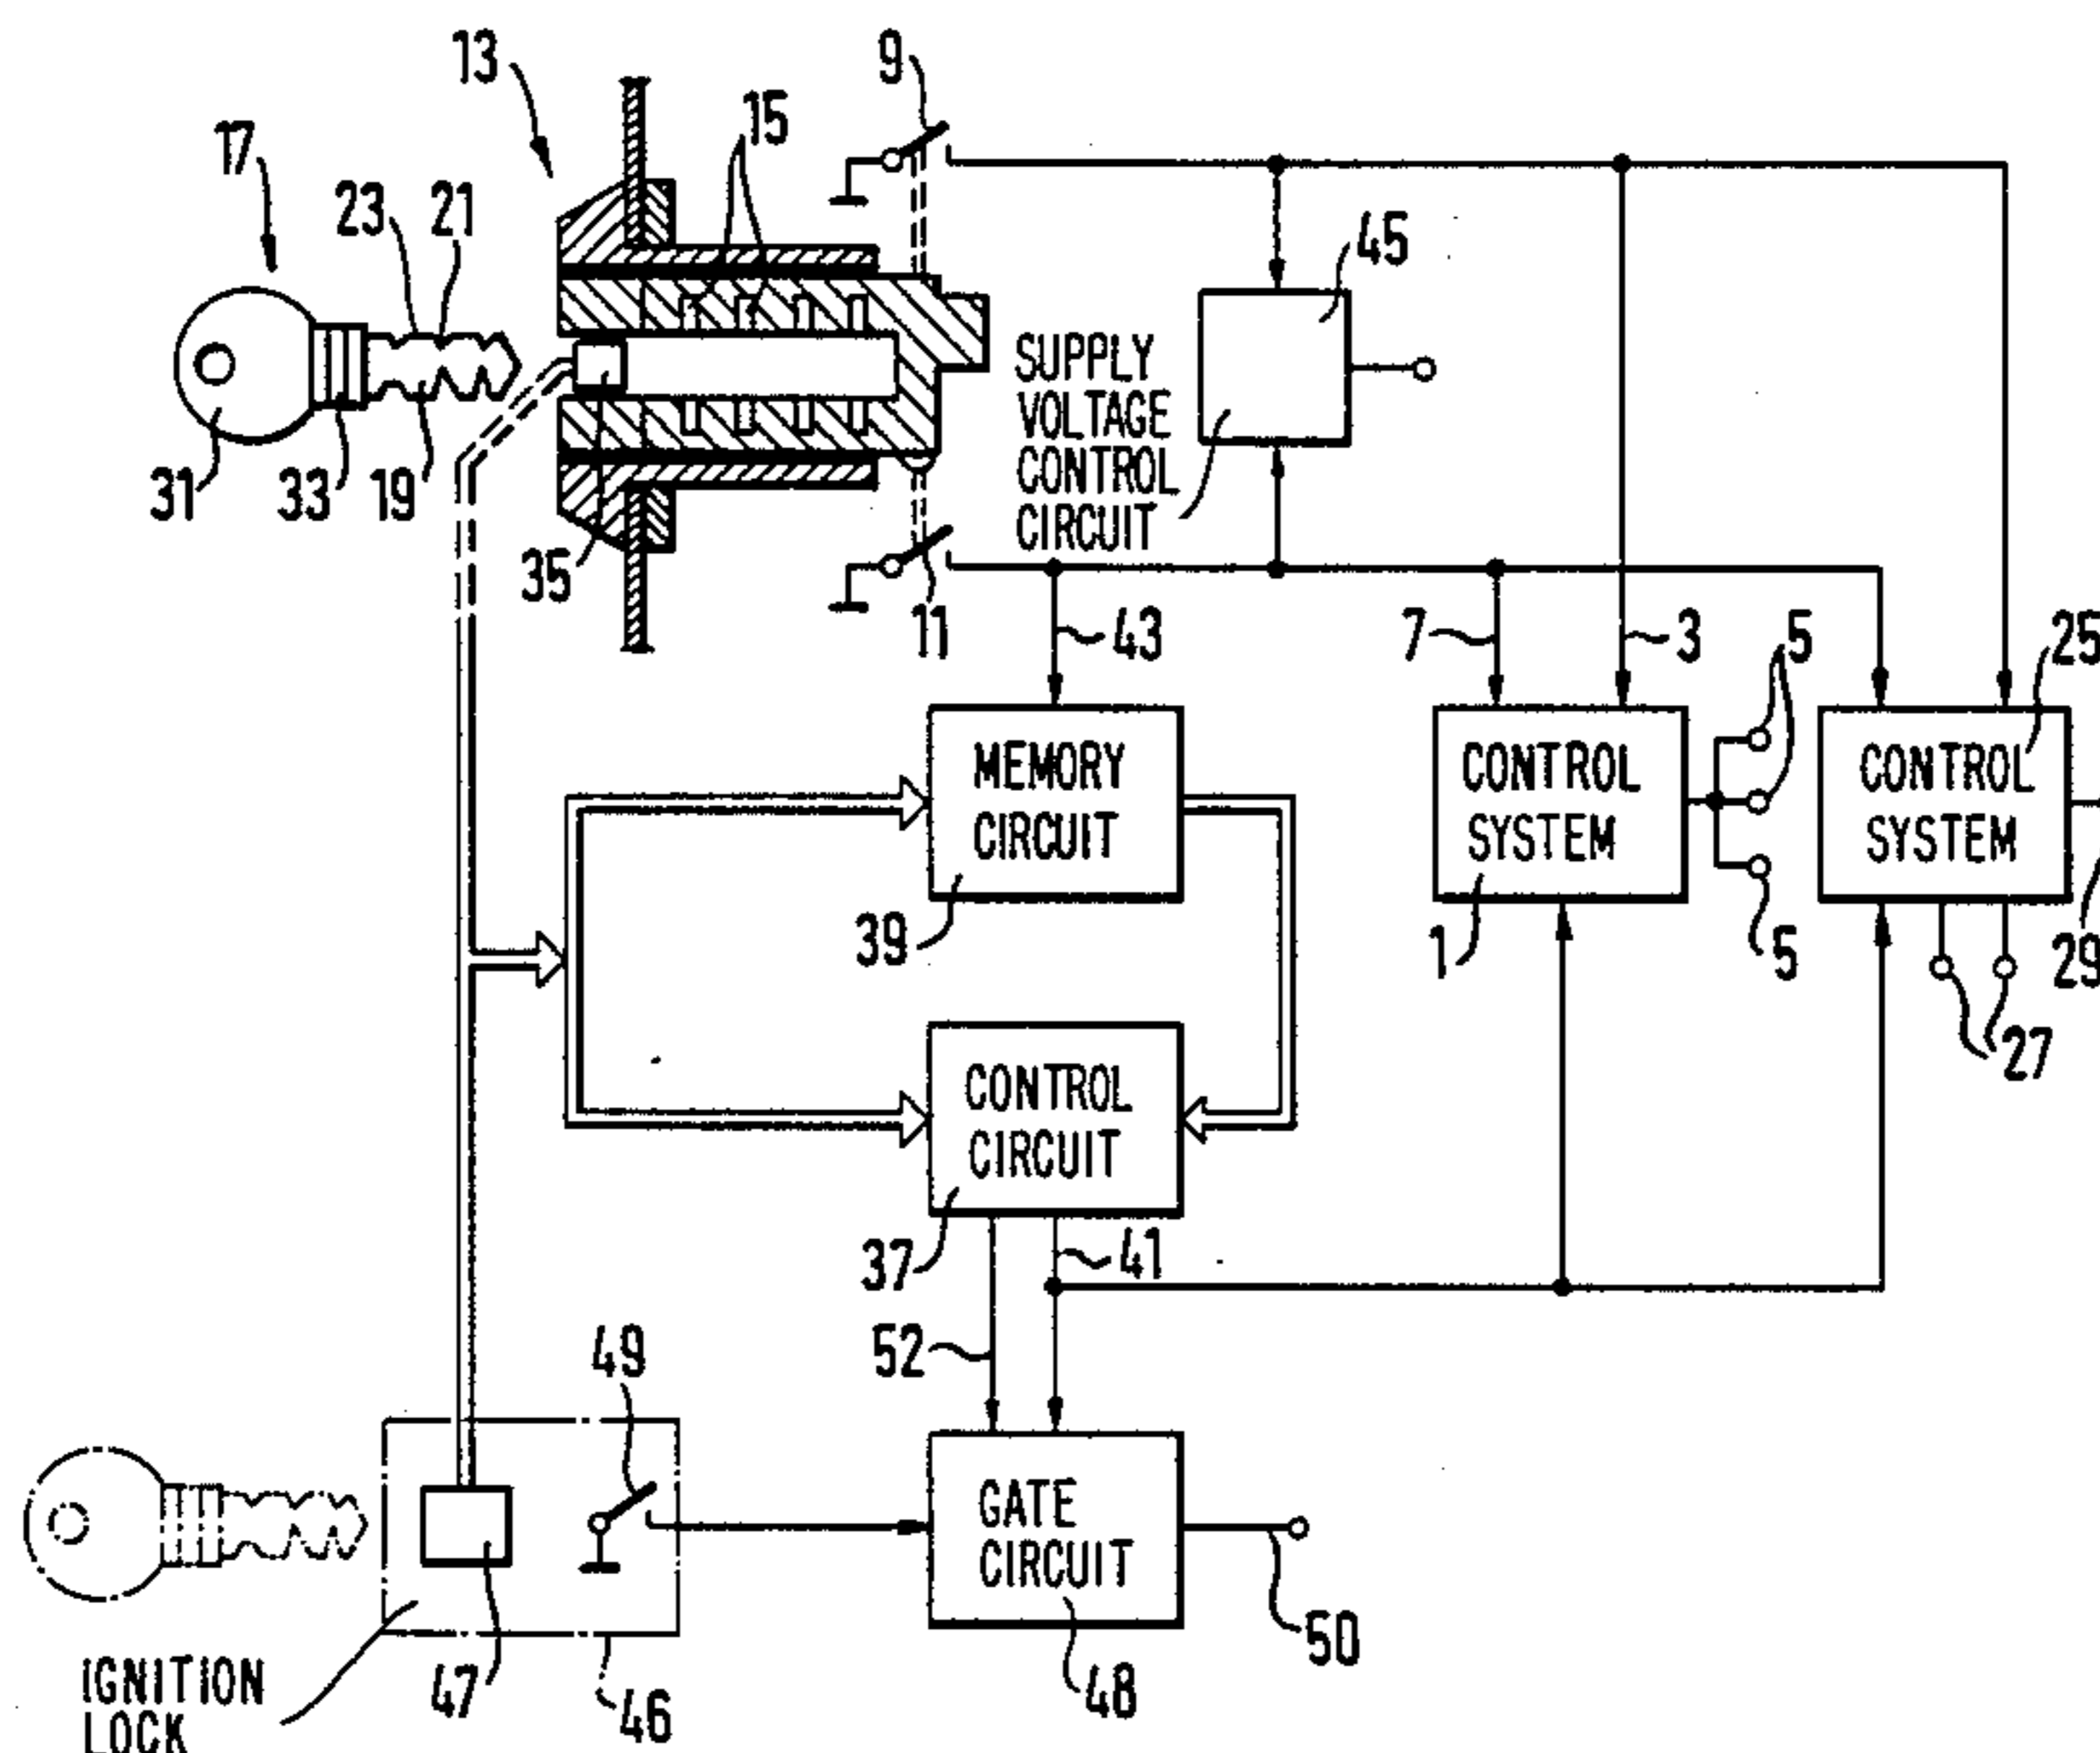 13
9
15
17
23
21
45
SUPPLY
VOLTAGE
CONTROL
CIRCUIT
31
33
19
35
11
43
7
3
5
25
MEMORY
CIRCUIT
CONTROL
SYSTEM
CONTROL
SYSTEM
39
1
5
29
27
CONTROL
CIRCUIT
37
41
52
49
GATE
CIRCUIT
50
IGNITION
LOCK
47
46
48